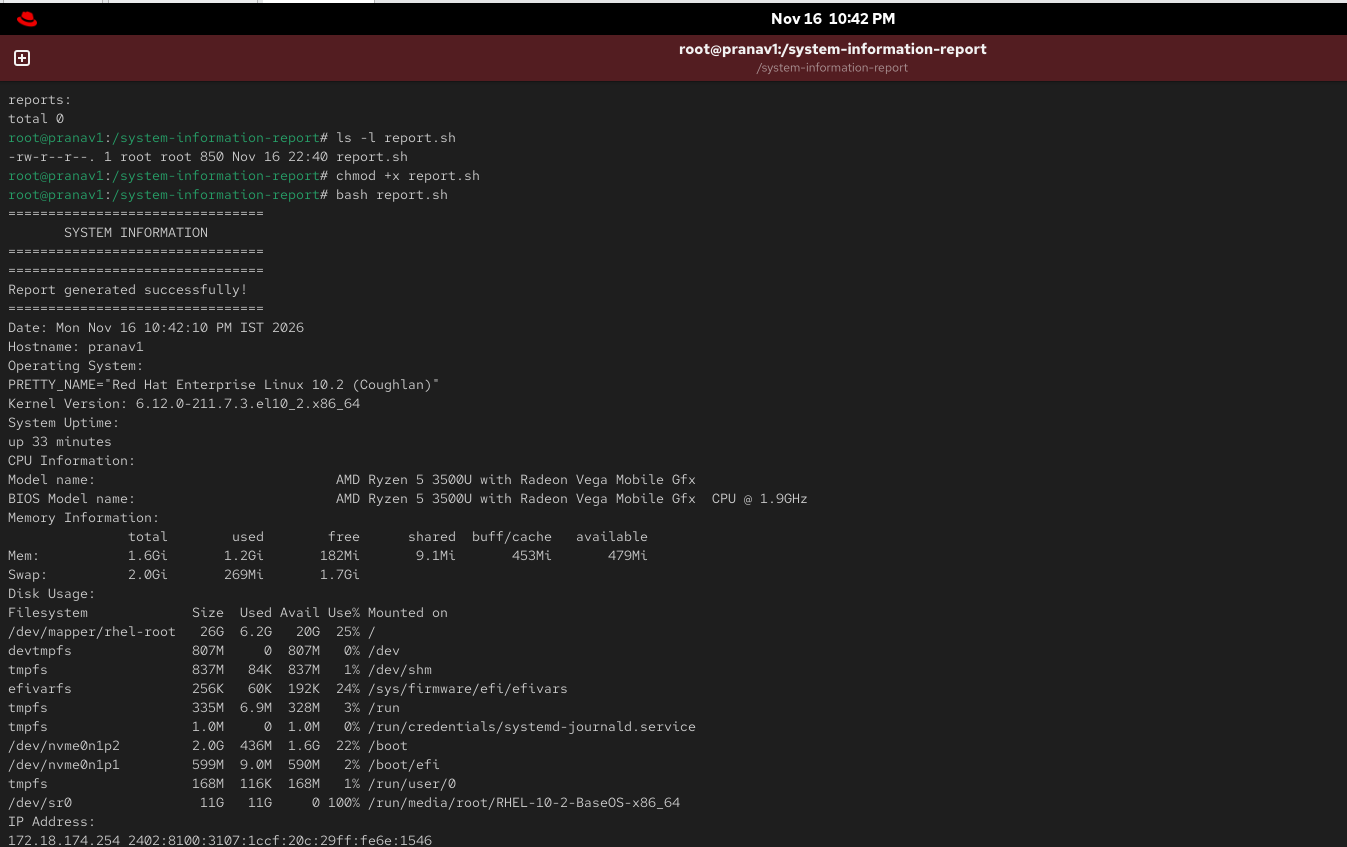 Nov 16 10:42 PM
root@pranav1:/system-information-report
/system-information-report
reports:
total 0
root@pranav1:/system-information-report# ls -l report.sh
-rw-r--r--. 1 root root 850 Nov 16 22:40 report.sh
root@pranav1:/system-information-report# chmod +x report.sh
root@pranav1:/system-information-report# bash report.sh
================================
       SYSTEM INFORMATION
================================
================================
Report generated successfully!
================================
Date: Mon Nov 16 10:42:10 PM IST 2026
Hostname: pranav1
Operating System:
PRETTY_NAME="Red Hat Enterprise Linux 10.2 (Coughlan)"
Kernel Version: 6.12.0-211.7.3.el10_2.x86_64
System Uptime:
up 33 minutes
CPU Information:
Model name:                              AMD Ryzen 5 3500U with Radeon Vega Mobile Gfx
BIOS Model name:                         AMD Ryzen 5 3500U with Radeon Vega Mobile Gfx  CPU @ 1.9GHz
Memory Information:
               total        used        free      shared  buff/cache   available
Mem:           1.6Gi       1.2Gi       182Mi       9.1Mi       453Mi       479Mi
Swap:          2.0Gi       269Mi       1.7Gi
Disk Usage:
Filesystem             Size  Used Avail Use% Mounted on
/dev/mapper/rhel-root   26G  6.2G   20G  25% /
devtmpfs               807M     0  807M   0% /dev
tmpfs                  837M   84K  837M   1% /dev/shm
efivarfs               256K   60K  192K  24% /sys/firmware/efi/efivars
tmpfs                  335M  6.9M  328M   3% /run
tmpfs                  1.0M     0  1.0M   0% /run/credentials/systemd-journald.service
/dev/nvme0n1p2         2.0G  436M  1.6G  22% /boot
/dev/nvme0n1p1         599M  9.0M  590M   2% /boot/efi
tmpfs                  168M  116K  168M   1% /run/user/0
/dev/sr0                11G   11G     0 100% /run/media/root/RHEL-10-2-BaseOS-x86_64
IP Address:
172.18.174.254 2402:8100:3107:1ccf:20c:29ff:fe6e:1546